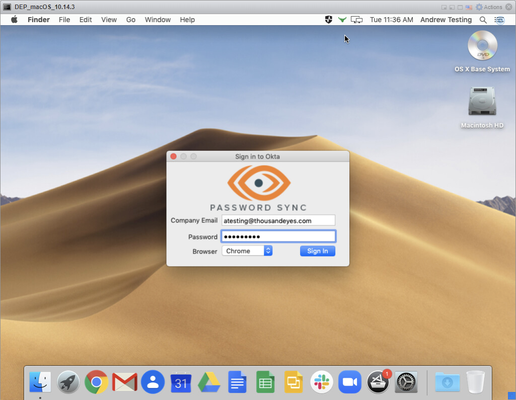 DEP_macOS_10.14.3
Actions
Finder File Edit View Go Window Help
Tue 11:36 AM Andrew Testing
DVD
OS X Base System
Macintosh HD
Sign in to Okta
PASSWORD SYNC
Company Email atesting@thousandeyes.com
Password •••••••••
Browser Chrome
Sign In
31
1